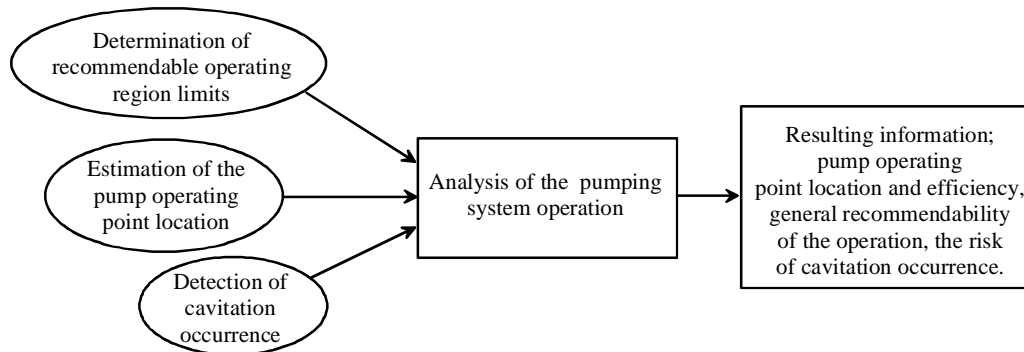 Determination of
recommendable operating
region limits
Estimation of the
pump operating
point location
Detection of
cavitation
occurrence
Analysis of the pumping
system operation
Resulting information;
pump operating
point location and efficiency,
general recommendability
of the operation, the risk
of cavitation occurrence.